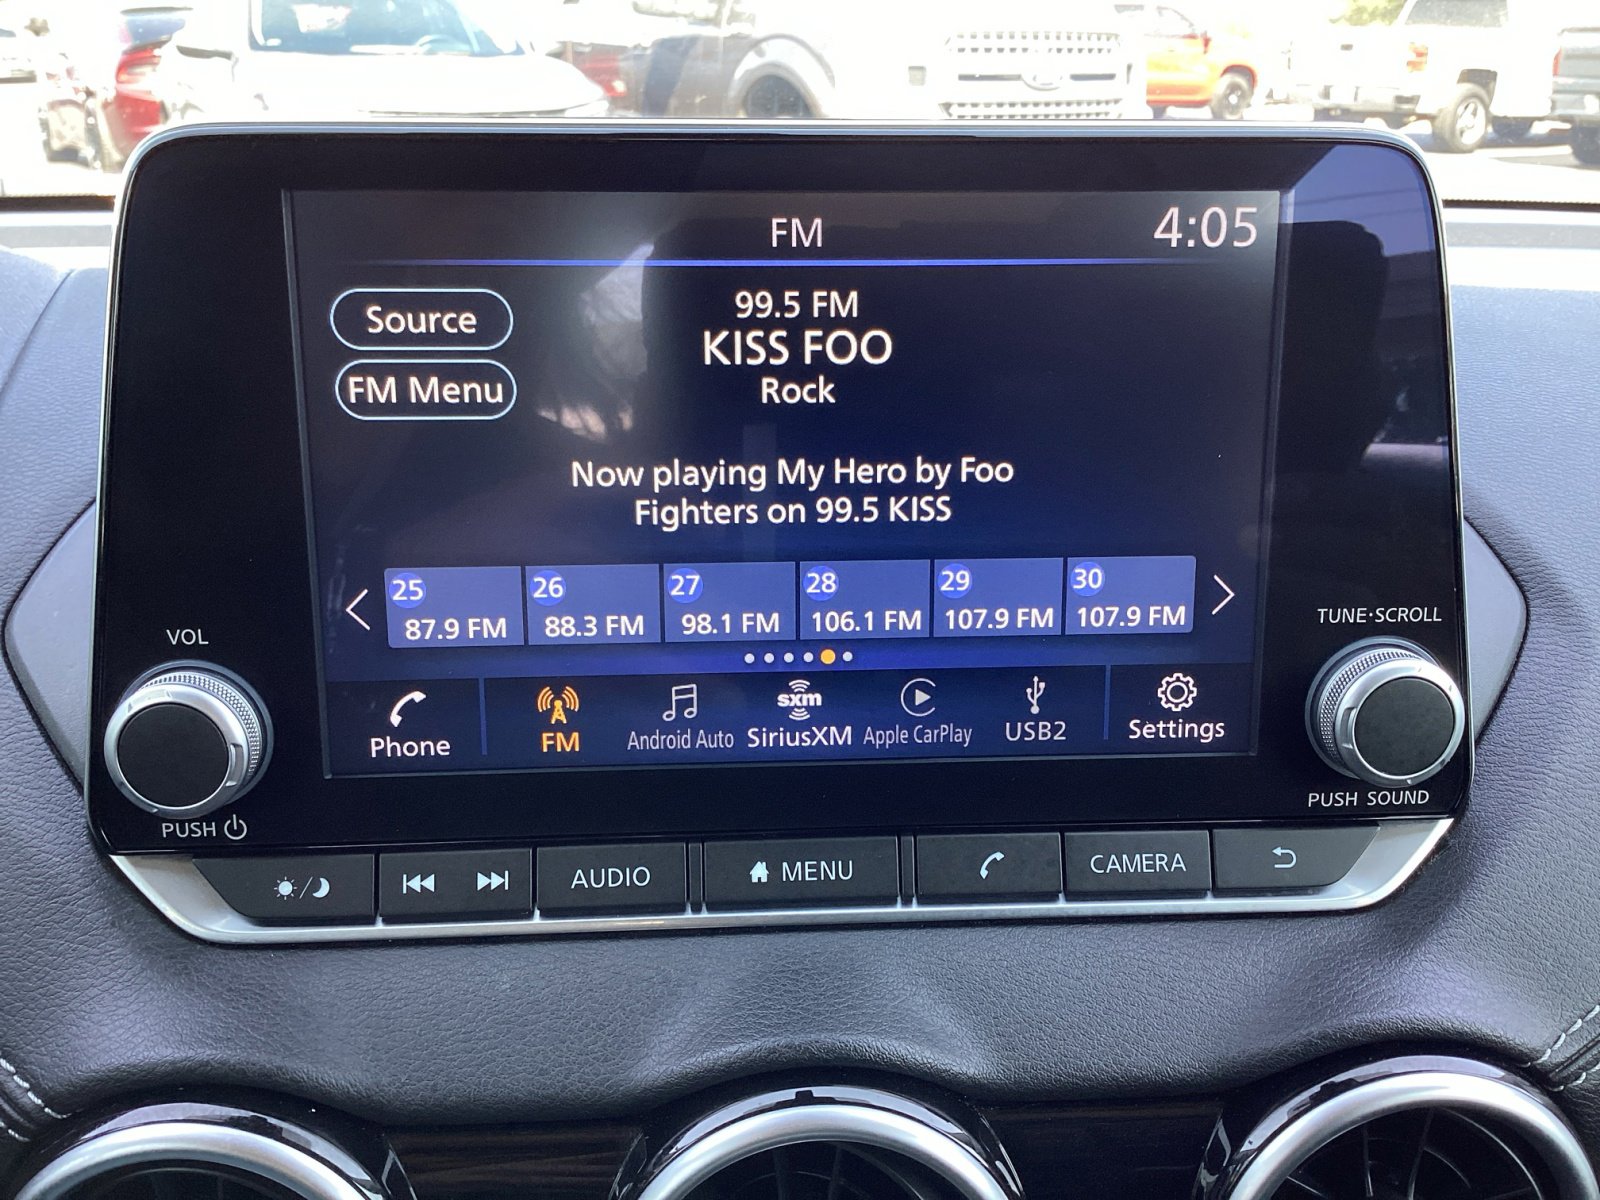 FM
4:05
Source
99.5 FM
KISS FOO
FM Menu
Rock
Now playing My Hero by Foo
Fighters on 99.5 KISS
25
26
27
28
29
30
87.9 FM
88.3 FM
98.1 FM
106.1 FM
107.9 FM
107.9 FM
VOL
TUNE·SCROLL
Phone
FM
Android Auto
sxm
SiriusXM
Apple CarPlay
USB2
Settings
PUSH
PUSH SOUND
AUDIO
MENU
CAMERA